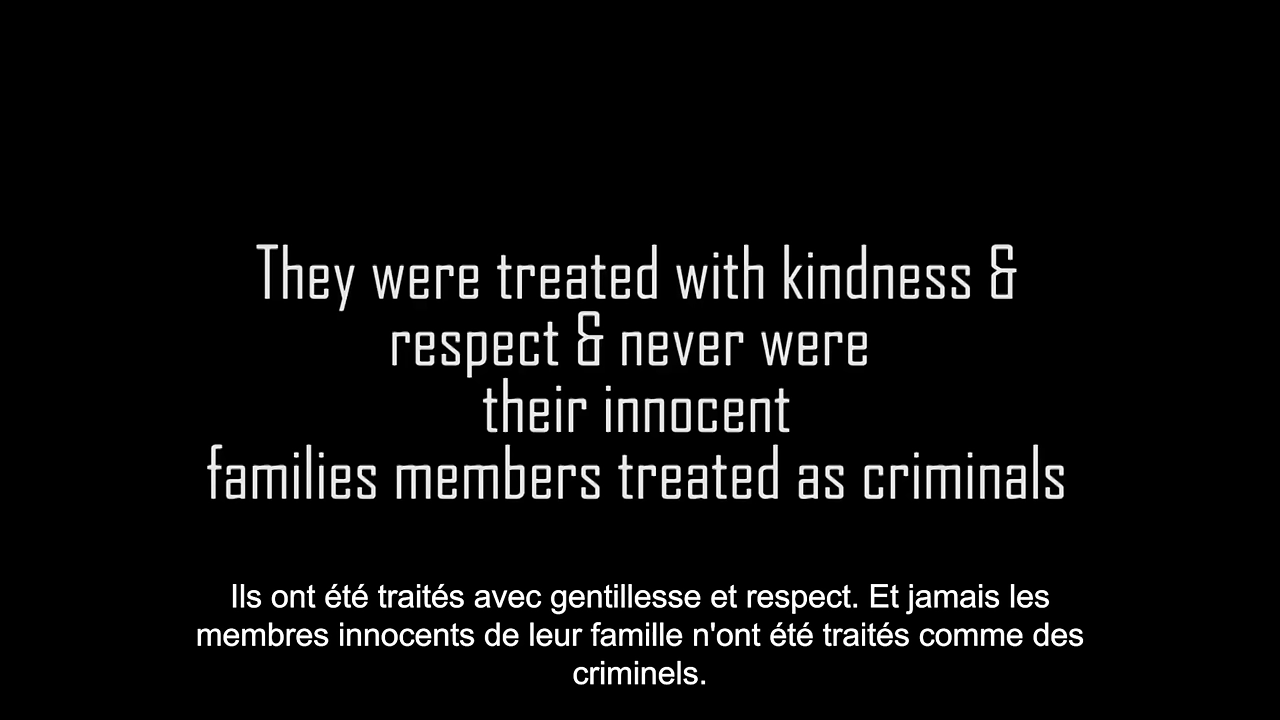 They were treated with kindness &
respect & never were
their innocent
families members treated as criminals
Ils ont été traités avec gentillesse et respect. Et jamais les
membres innocents de leur famille n'ont été traités comme des
criminels.